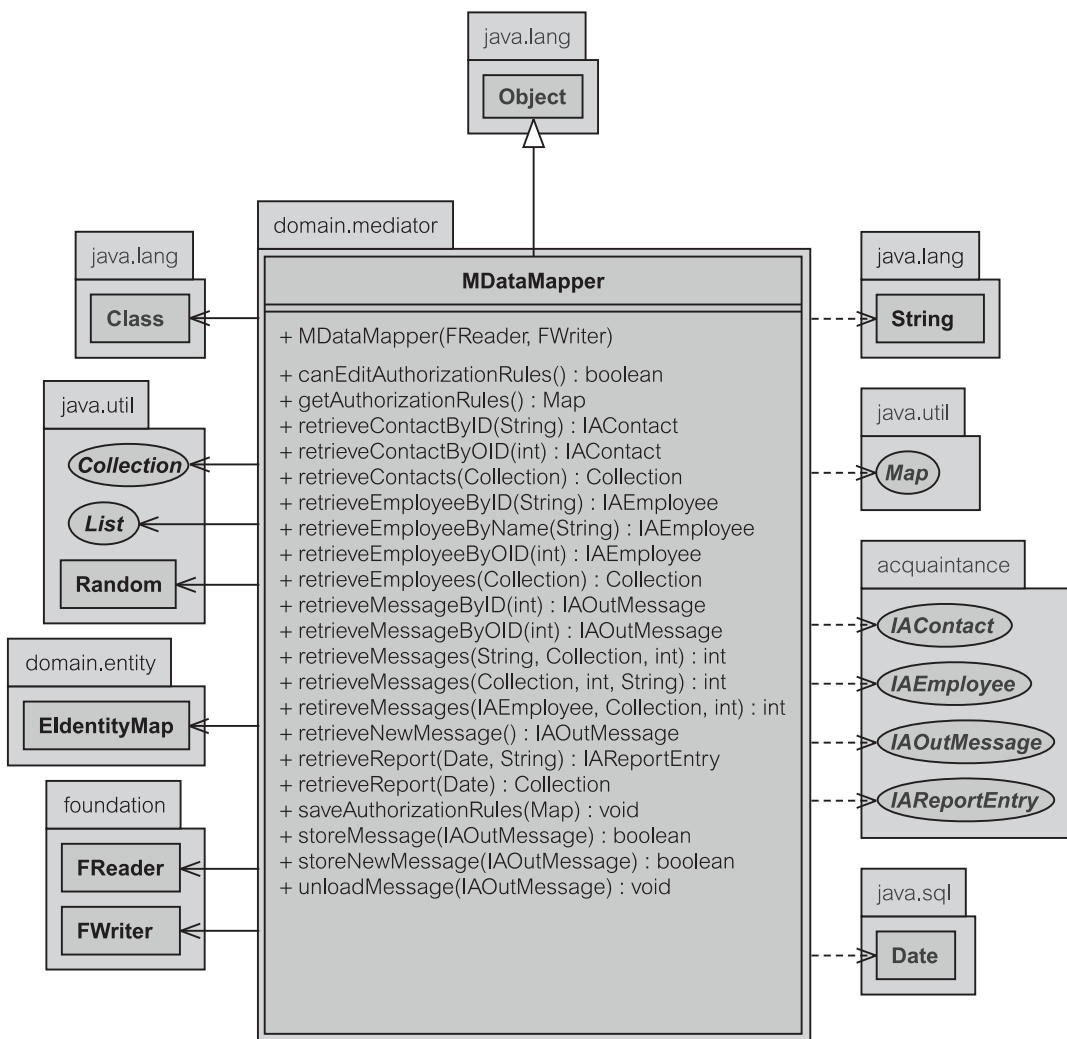 java.lang
Object
domain.mediator
MDataMapper
+ MDataMapper(FReader, FWriter)
+ canEditAuthorizationRules() : boolean
+ getAuthorizationRules() : Map
+ retrieveContactByID(String) : IAContact
+ retrieveContactByOID(int) : IAContact
+ retrieveContacts(Collection) : Collection
+ retrieveEmployeeByID(String) : IAEmployee
+ retrieveEmployeeByName(String) : IAEmployee
+ retrieveEmployeeByOID(int) : IAEmployee
+ retrieveEmployees(Collection) : Collection
+ retrieveMessageByID(int) : IAOutMessage
+ retrieveMessageByOID(int) : IAOutMessage
+ retrieveMessages(String, Collection, int) : int
+ retrieveMessages(Collection, int, String) : int
+ retireveMessages(IAEmployee, Collection, int) : int
+ retrieveNewMessage() : IAOutMessage
+ retrieveReport(Date, String) : IAReportEntry
+ retrieveReport(Date) : Collection
+ saveAuthorizationRules(Map) : void
+ storeMessage(IAOutMessage) : boolean
+ storeNewMessage(IAOutMessage) : boolean
+ unloadMessage(IAOutMessage) : void
java.lang
Class
java.util
Collection
List
Random
domain.entity
EIdentityMap
foundation
FReader
FWriter
java.lang
String
java.util
Map
acquaintance
IAContact
IAEmployee
IAOutMessage
IAReportEntry
java.sql
Date